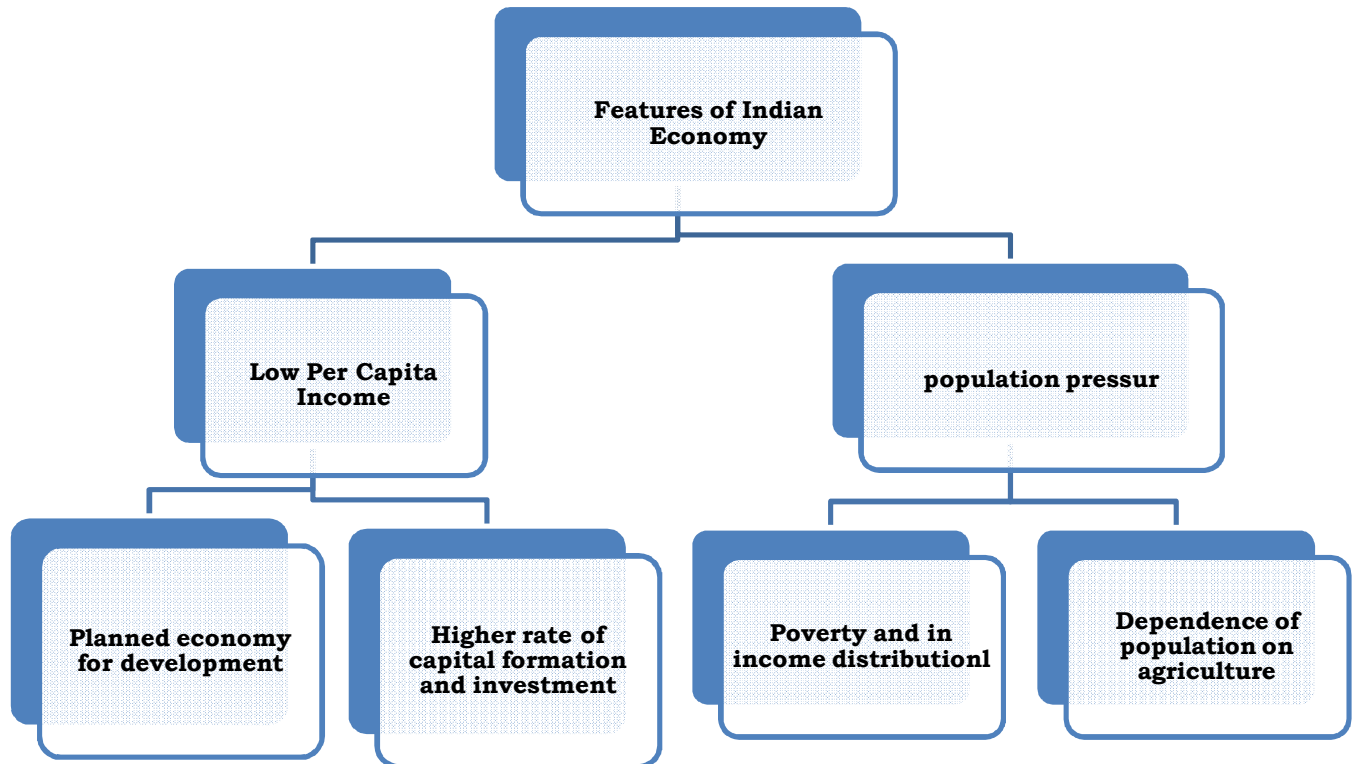 Features of Indian
Economy
Low Per Capita
Income
population pressur
Planned economy
for development
Higher rate of
capital formation
and investment
Poverty and in
income distributionl
Dependence of
population on
agriculture